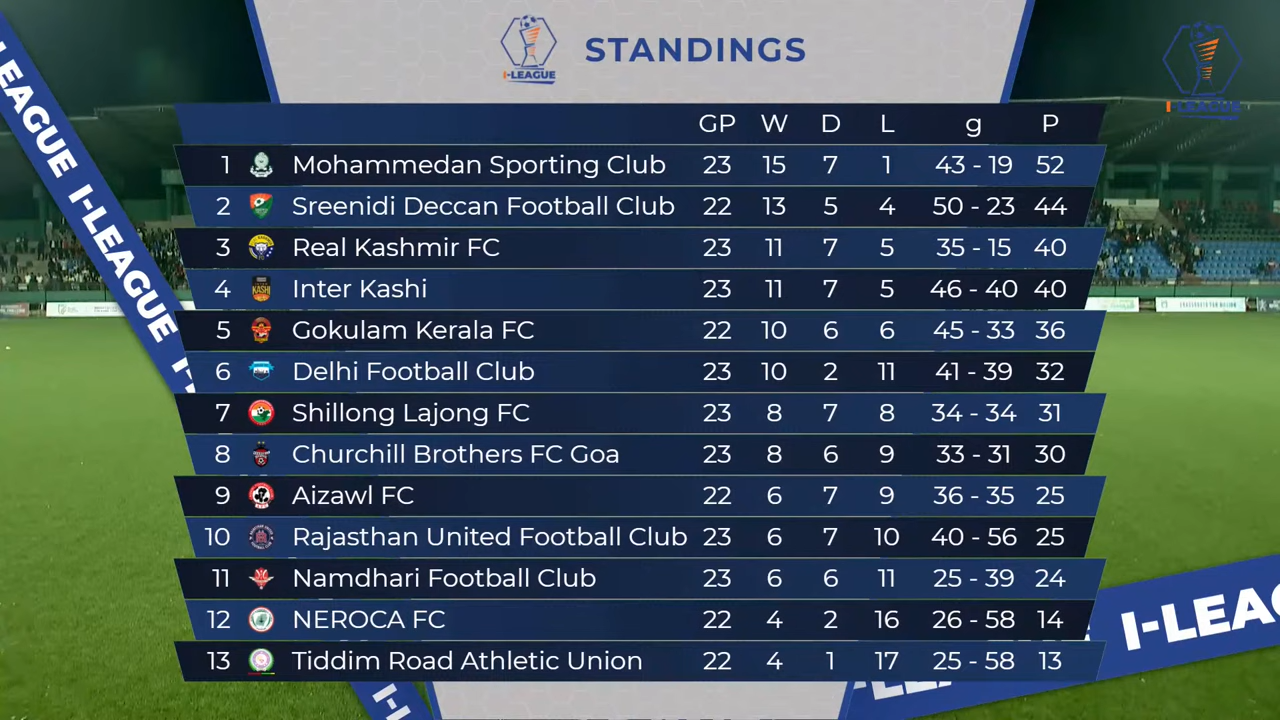 I-LEAGUE STANDINGS
I-LEAGUE
GP W D L g P
1 Mohammedan Sporting Club 23 15 7 1 43 - 19 52
2 Sreenidi Deccan Football Club 22 13 5 4 50 - 23 44
3 Real Kashmir FC 23 11 7 5 35 - 15 40
4 Inter Kashi 23 11 7 5 46 - 40 40
5 Gokulam Kerala FC 22 10 6 6 45 - 33 36
6 Delhi Football Club 23 10 2 11 41 - 39 32
7 Shillong Lajong FC 23 8 7 8 34 - 34 31
8 Churchill Brothers FC Goa 23 8 6 9 33 - 31 30
9 Aizawl FC 22 6 7 9 36 - 35 25
10 Rajasthan United Football Club 23 6 7 10 40 - 56 25
11 Namdhari Football Club 23 6 6 11 25 - 39 24
12 NEROCA FC 22 4 2 16 26 - 58 14
13 Tiddim Road Athletic Union 22 4 1 17 25 - 58 13
LEAGUE I-LEAGUE I-
I-LEAG
I-L
-LEA